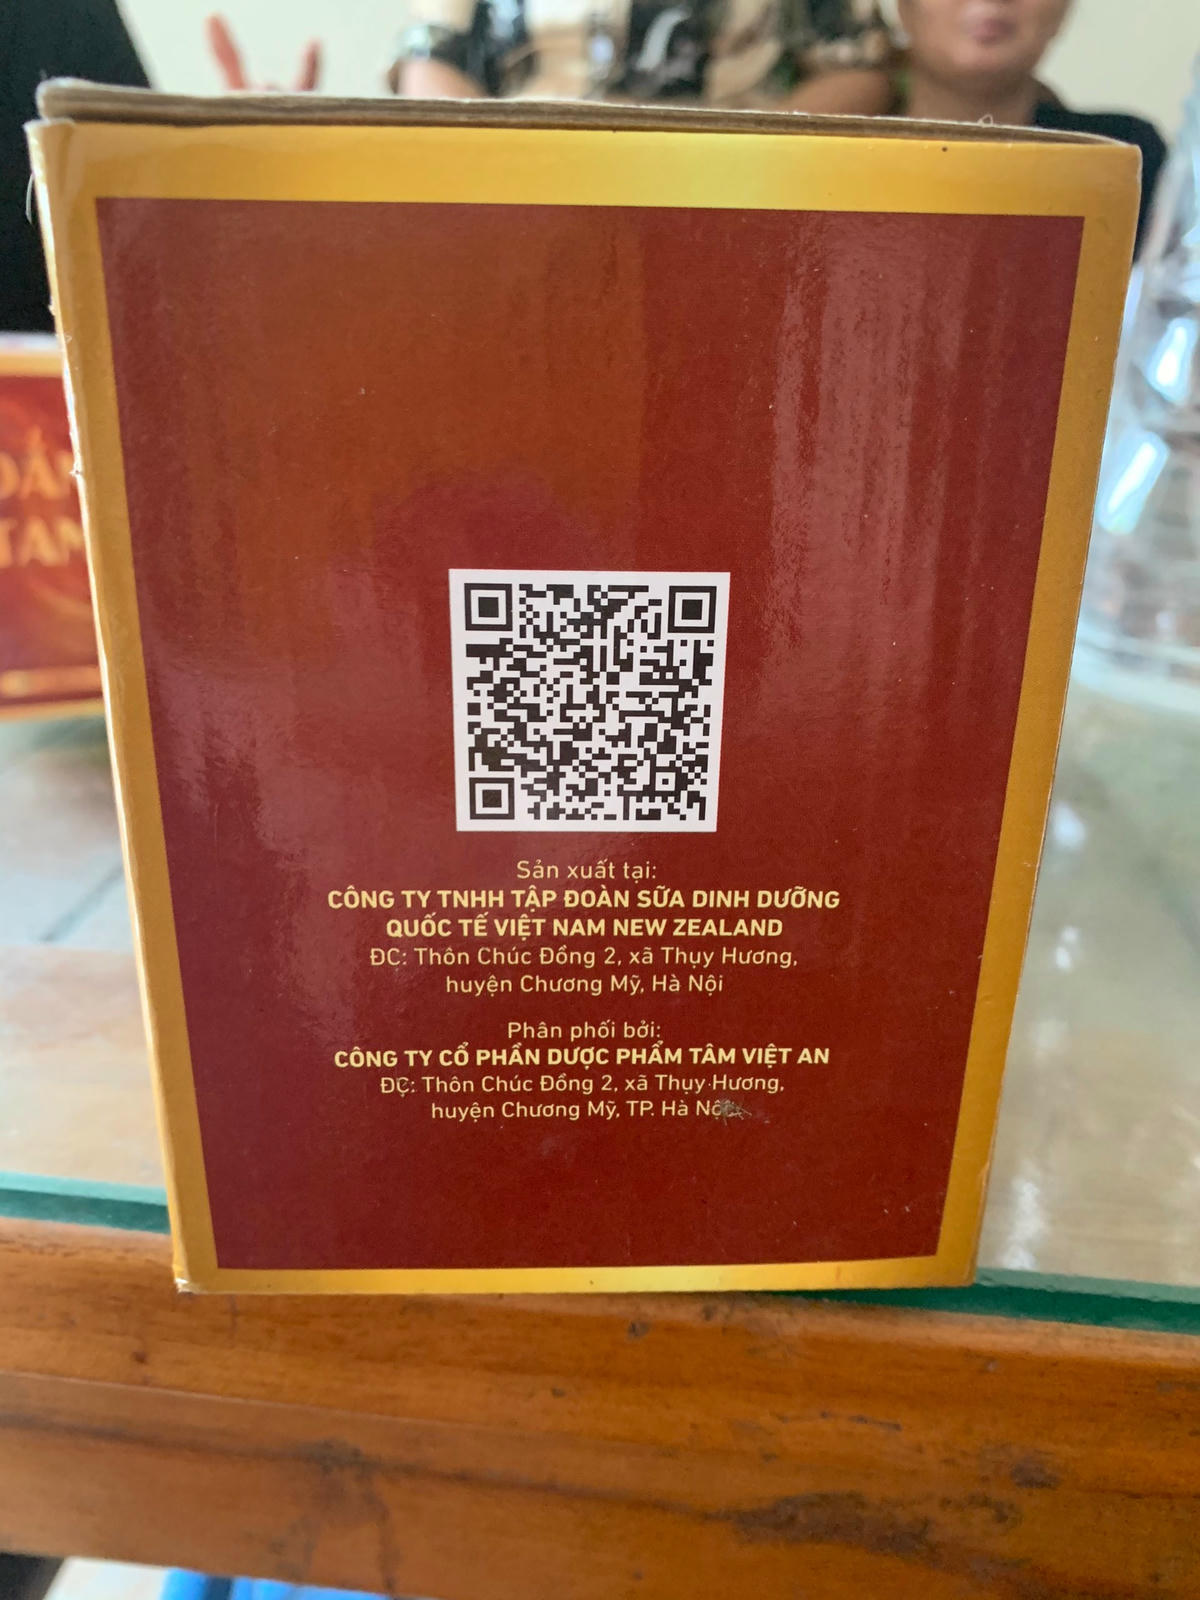 Sản xuất tại:
CÔNG TY TNHH TẬP ĐOÀN SỮA DINH DƯỠNG
QUỐC TẾ VIỆT NAM NEW ZEALAND
ĐC: Thôn Chúc Đồng 2, xã Thụy Hương,
huyện Chương Mỹ, Hà Nội
Phân phối bởi:
CÔNG TY CỔ PHẦN DƯỢC PHẨM TÂM VIỆT AN
ĐC: Thôn Chúc Đồng 2, xã Thụy Hương,
huyện Chương Mỹ, TP. Hà Nội